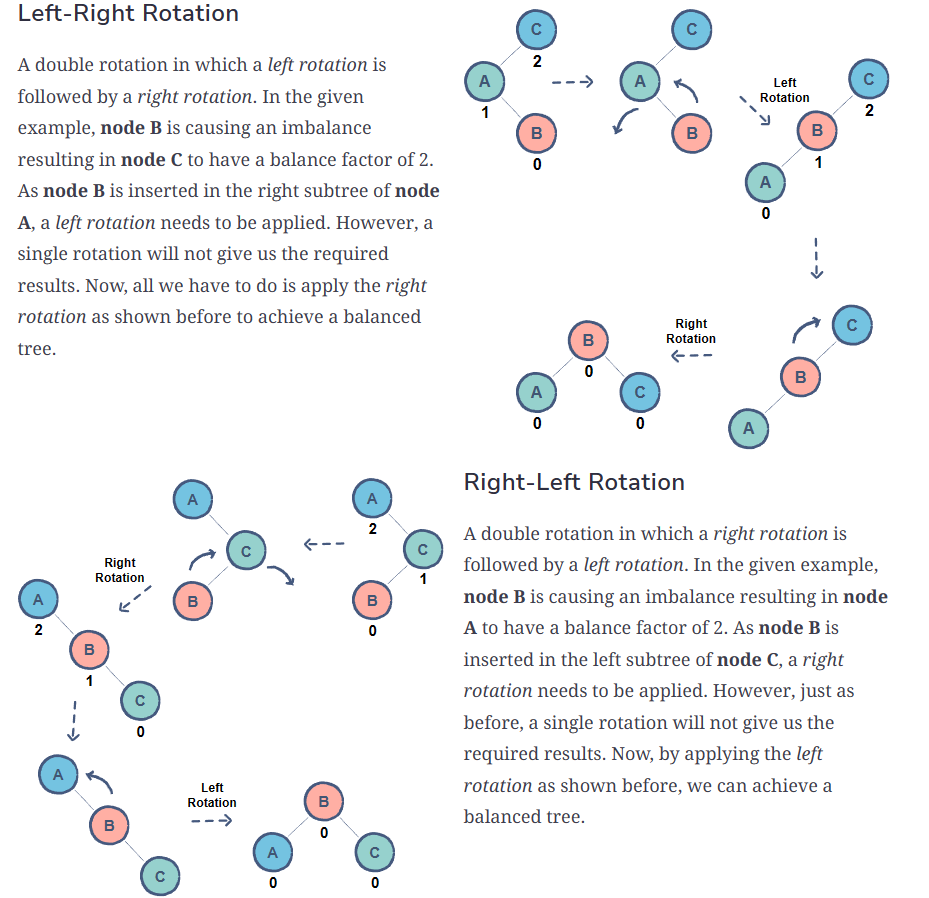 Left-Right Rotation
A double rotation in which a left rotation is
followed by a right rotation. In the given
example, node B is causing an imbalance
resulting in node C to have a balance factor of 2.
As node B is inserted in the right subtree of node
A, a left rotation needs to be applied. However, a
single rotation will not give us the required
results. Now, all we have to do is apply the right
rotation as shown before to achieve a balanced
tree.
C
2
A
1
B
0
C
A
B
Left
Rotation
C
2
B
1
A
0
C
B
A
Right
Rotation
B
0
A
0
C
0
Right-Left Rotation
A double rotation in which a right rotation is
followed by a left rotation. In the given example,
node B is causing an imbalance resulting in node
A to have a balance factor of 2. As node B is
inserted in the left subtree of node C, a right
rotation needs to be applied. However, just as
before, a single rotation will not give us the
required results. Now, by applying the left
rotation as shown before, we can achieve a
balanced tree.
A
2
C
1
B
0
A
C
B
Right
Rotation
A
2
B
1
C
0
A
B
C
Left
Rotation
B
0
A
0
C
0